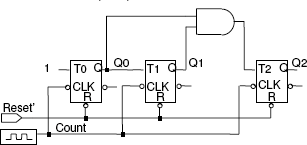 1 T0 Q Q0 T1 Q Q1 T2 Q Q2
CLK CLK CLK
R R R
Reset'
Count